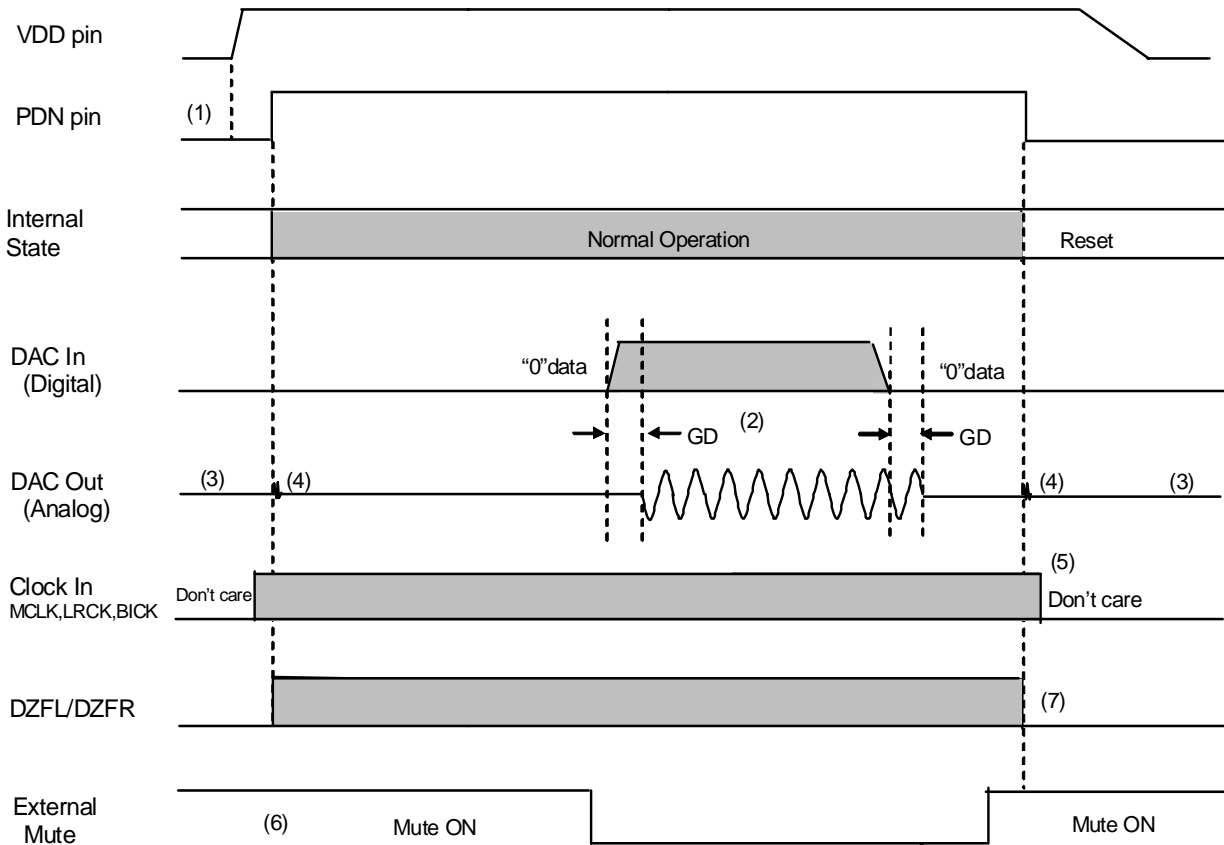 VDD pin
PDN pin
(1)
Internal
State
Normal Operation
Reset
DAC In
(Digital)
“0”data
“0”data
(2)
GD
GD
DAC Out
(Analog)
(3)
(4)
(4)
(3)
Clock In
MCLK,LRCK,BICK
Don’t care
(5)
Don’t care
DZFL/DZFR
(7)
External
Mute
(6)
Mute ON
Mute ON